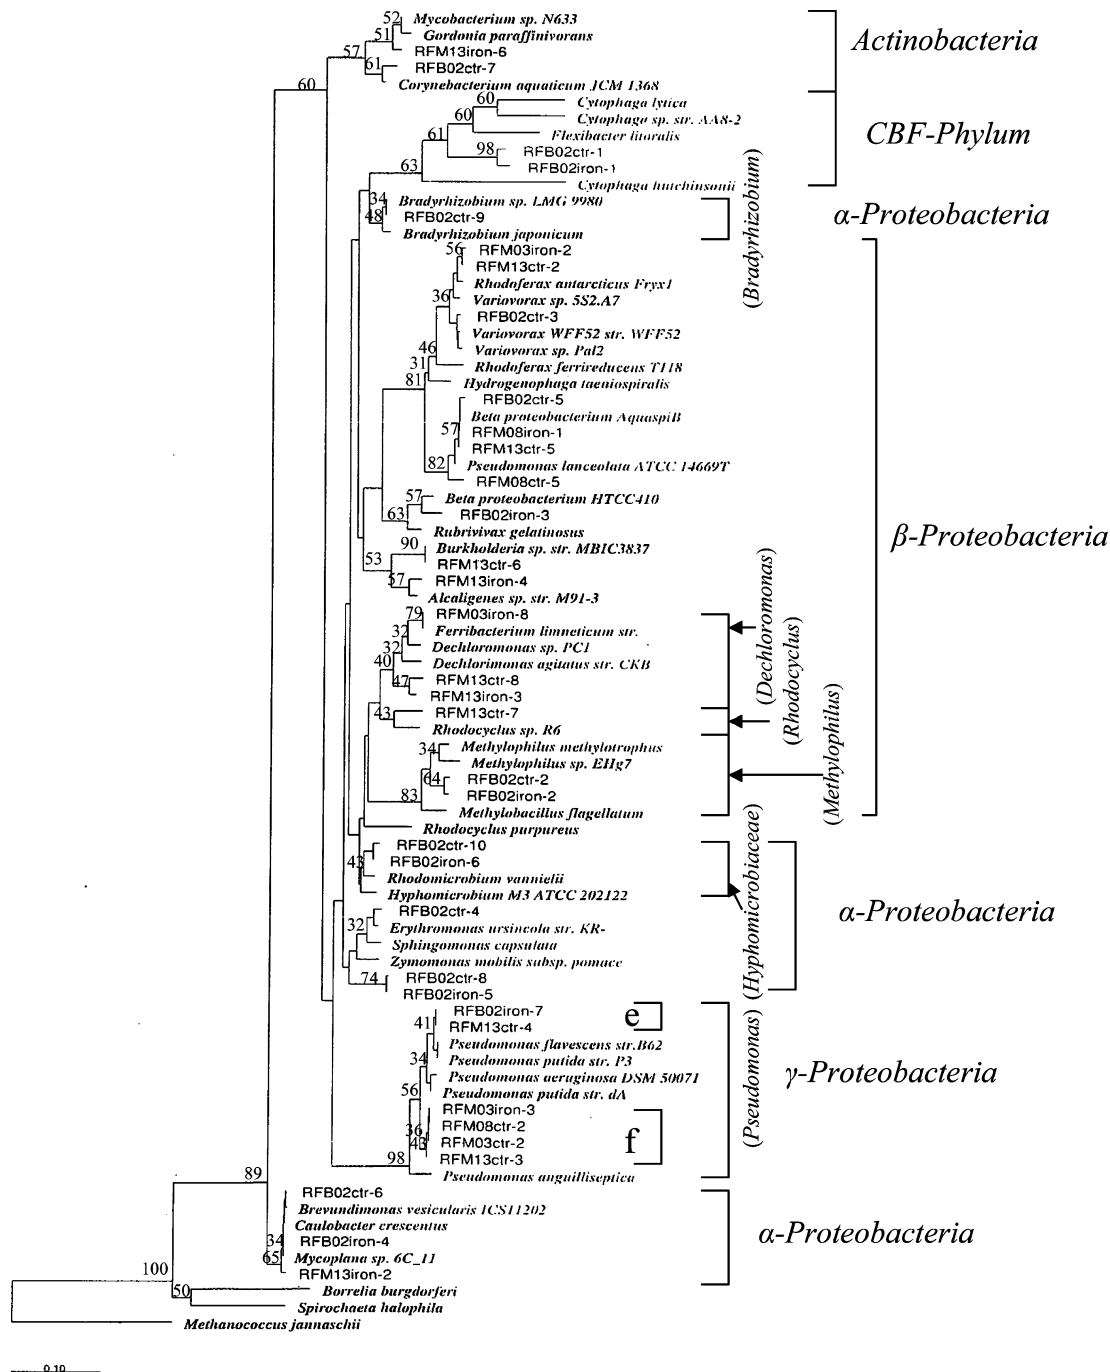 52 Mycobacterium sp. N633
51 Gordonia paraffinivorans
57 RFM13iron-6
61 RFB02ctr-7
Corynebacterium aquaticum JCM 1368
Actinobacteria
60
60 Cytophaga lytica
60 Cytophaga sp. str. AA8-2
61 Flexibacter litoralis
98 RFB02ctr-1
RFB02iron-1
63 Cytophaga hutchinsonii
CBF-Phylum
34 Bradyrhizobium sp. LMG 9980
48 RFB02ctr-9
Bradyrhizobium japonicum
(Bradyrhizobium)
α-Proteobacteria
56 RFM03iron-2
RFM13ctr-2
Rhodoferax antarcticus Fryx1
36 Variovorax sp. 5S2.A7
RFB02ctr-3
Variovorax WFF52 str. WFF52
46 Variovorax sp. Pal2
31 Rhodoferax ferrireducens T118
81 Hydrogenophaga taeniospiralis
RFB02ctr-5
Beta proteobacterium AquaspiB
57 RFM08iron-1
RFM13ctr-5
82 Pseudomonas lanceolata ATCC 14669T
RFM08ctr-5
57 Beta proteobacterium HTCC410
63 RFB02iron-3
Rubrivivax gelatinosus
90 Burkholderia sp. str. MBIC3837
53 RFM13ctr-6
57 RFM13iron-4
Alcaligenes sp. str. M91-3
β-Proteobacteria
79 RFM03iron-8
32 Ferribacterium limneticum str.
32 Dechloromonas sp. PC1
40 Dechlorimonas agitatus str. CKB
47 RFM13ctr-8
RFM13iron-3
(Dechloromonas)
43 RFM13ctr-7
Rhodocyclus sp. R6
(Rhodocyclus)
34 Methylophilus methylotrophus
Methylophilus sp. EHg7
64 RFB02ctr-2
83 RFB02iron-2
Methylobacillus flagellatum
(Methylophilus)
Rhodocyclus purpureus
RFB02ctr-10
43 RFB02iron-6
Rhodomicrobium vannielii
Hyphomicrobium M3 ATCC 202122
(Hyphomicrobiaceae)
RFB02ctr-4
32 Erythromonas ursincola str. KR-
Sphingomonas capsulata
Zymomonas mobilis subsp. pomace
74 RFB02ctr-8
RFB02iron-5
α-Proteobacteria
RFB02iron-7
41 RFM13ctr-4
e
Pseudomonas flavescens str.B62
34 Pseudomonas putida str. P3
Pseudomonas aeruginosa DSM 50071
56 Pseudomonas putida str. dA
RFM03iron-3
36 RFM08ctr-2
43 RFM03ctr-2
f
98 RFM13ctr-3
Pseudomonas anguilliseptica
(Pseudomonas)
γ-Proteobacteria
89
RFB02ctr-6
Brevundimonas vesicularis ICS11202
Caulobacter crescentus
34 RFB02iron-4
65 Mycoplana sp. 6C_11
RFM13iron-2
α-Proteobacteria
100
50 Borrelia burgdorferi
Spirochaeta halophila
Methanococcus jannaschii
0.10